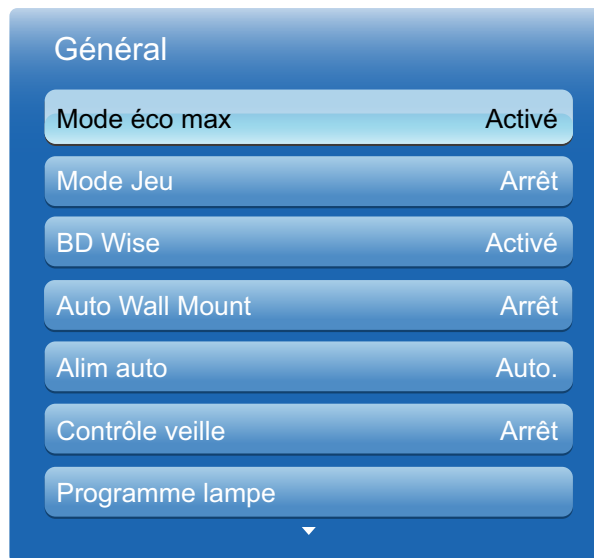 Général
Mode éco max Activé
Mode Jeu Arrêt
BD Wise Activé
Auto Wall Mount Arrêt
Alim auto Auto.
Contrôle veille Arrêt
Programme lampe